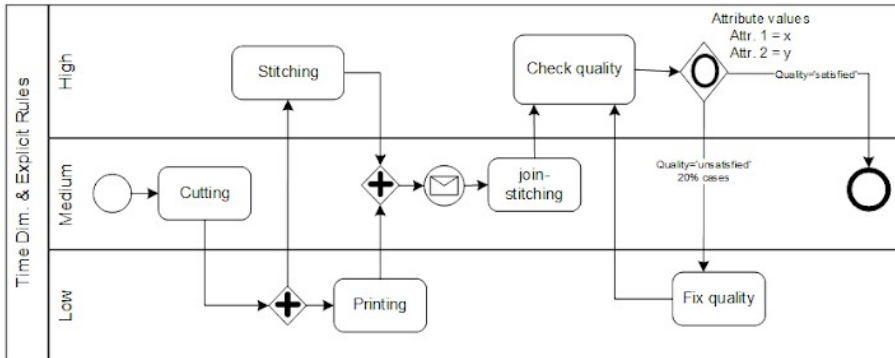 Time Dim. & Explicit Rules
High
Medium
Low
Stitching
Check quality
Attribute values
Attr. 1 = x
Attr. 2 = y
Quality='satisfied'
Cutting
join-
stitching
Quality='unsatisfied'
20% cases
Printing
Fix quality